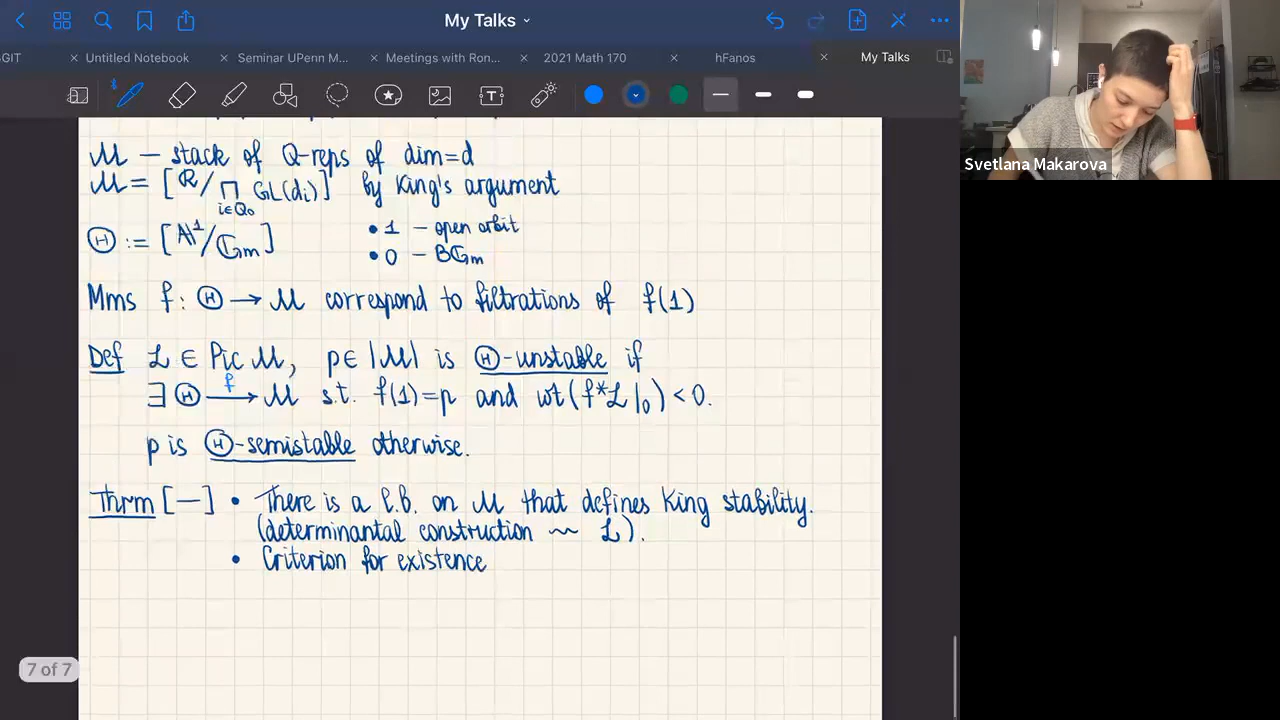 My Talks
GIT
Untitled Notebook
Seminar UPenn M...
Meetings with Ron...
2021 Math 170
hFanos
My Talks
Svetlana Makarova
ℳ — stack of Q-reps of dim=d
ℳ = [ℛ/∏_{i∈Q₀} GL(dᵢ)] by King's argument
Ⓗ := [𝔸¹/𝔾m]
• 1 — open orbit
• 0 — B𝔾m
Mms f: Ⓗ → ℳ correspond to filtrations of f(1)
Def ℒ ∈ Pic ℳ, p∈|ℳ| is Ⓗ-unstable if
∃ Ⓗ —f→ ℳ s.t. f(1)=p and wt(f*ℒ|₀) < 0.
p is Ⓗ-semistable otherwise.
Thrm [—] • There is a l.b. on ℳ that defines King stability.
(determinantal construction ~~ ℒ).
• Criterion for existence
7 of 7